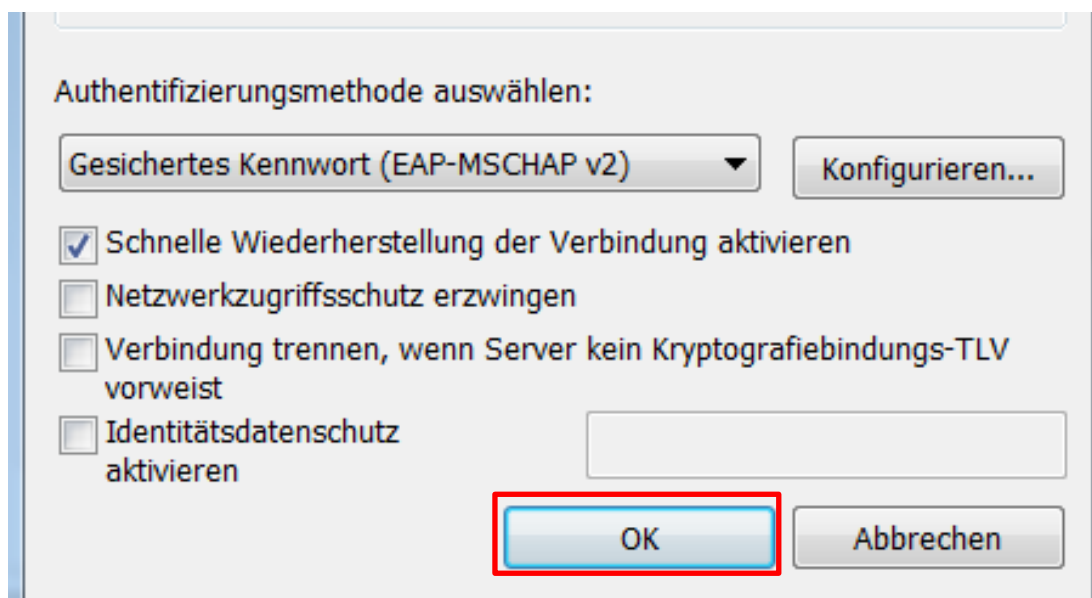 Authentifizierungsmethode auswählen:
Gesichertes Kennwort (EAP-MSCHAP v2)
Konfigurieren...
Schnelle Wiederherstellung der Verbindung aktivieren
Netzwerkzugriffsschutz erzwingen
Verbindung trennen, wenn Server kein Kryptografiebindungs-TLV
vorweist
Identitätsdatenschutz
aktivieren
OK
Abbrechen